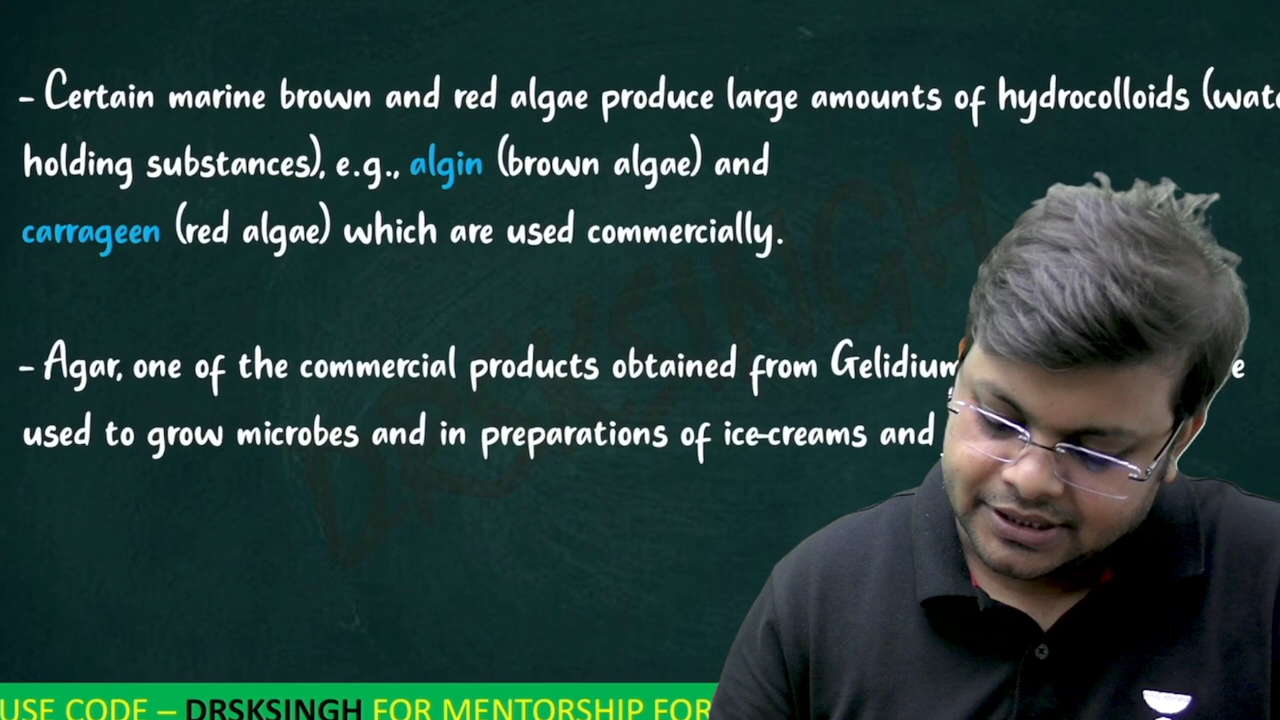 - Certain marine brown and red algae produce large amounts of hydrocolloids (wate
holding substances), e.g., algin (brown algae) and
carrageen (red algae) which are used commercially.
- Agar, one of the commercial products obtained from Gelidium e
used to grow microbes and in preparations of ice-creams and
DRSKSINGH
USE CODE – DRSKSINGH FOR MENTORSHIP FOR